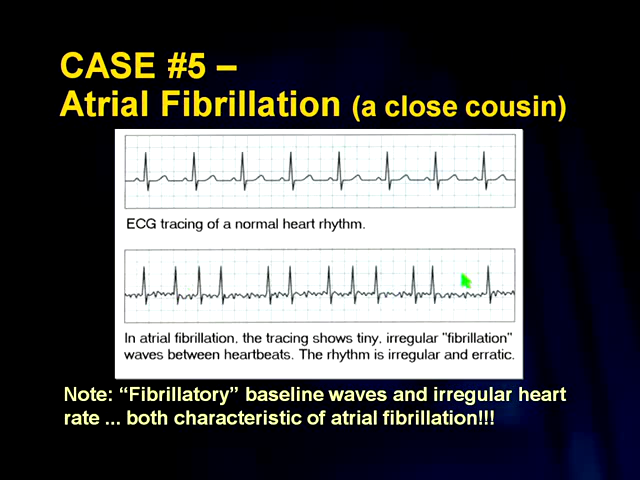 CASE #5 –
Atrial Fibrillation (a close cousin)
ECG tracing of a normal heart rhythm.
In atrial fibrillation, the tracing shows tiny, irregular "fibrillation"
waves between heartbeats. The rhythm is irregular and erratic.
Note: “Fibrillatory” baseline waves and irregular heart
rate ... both characteristic of atrial fibrillation!!!